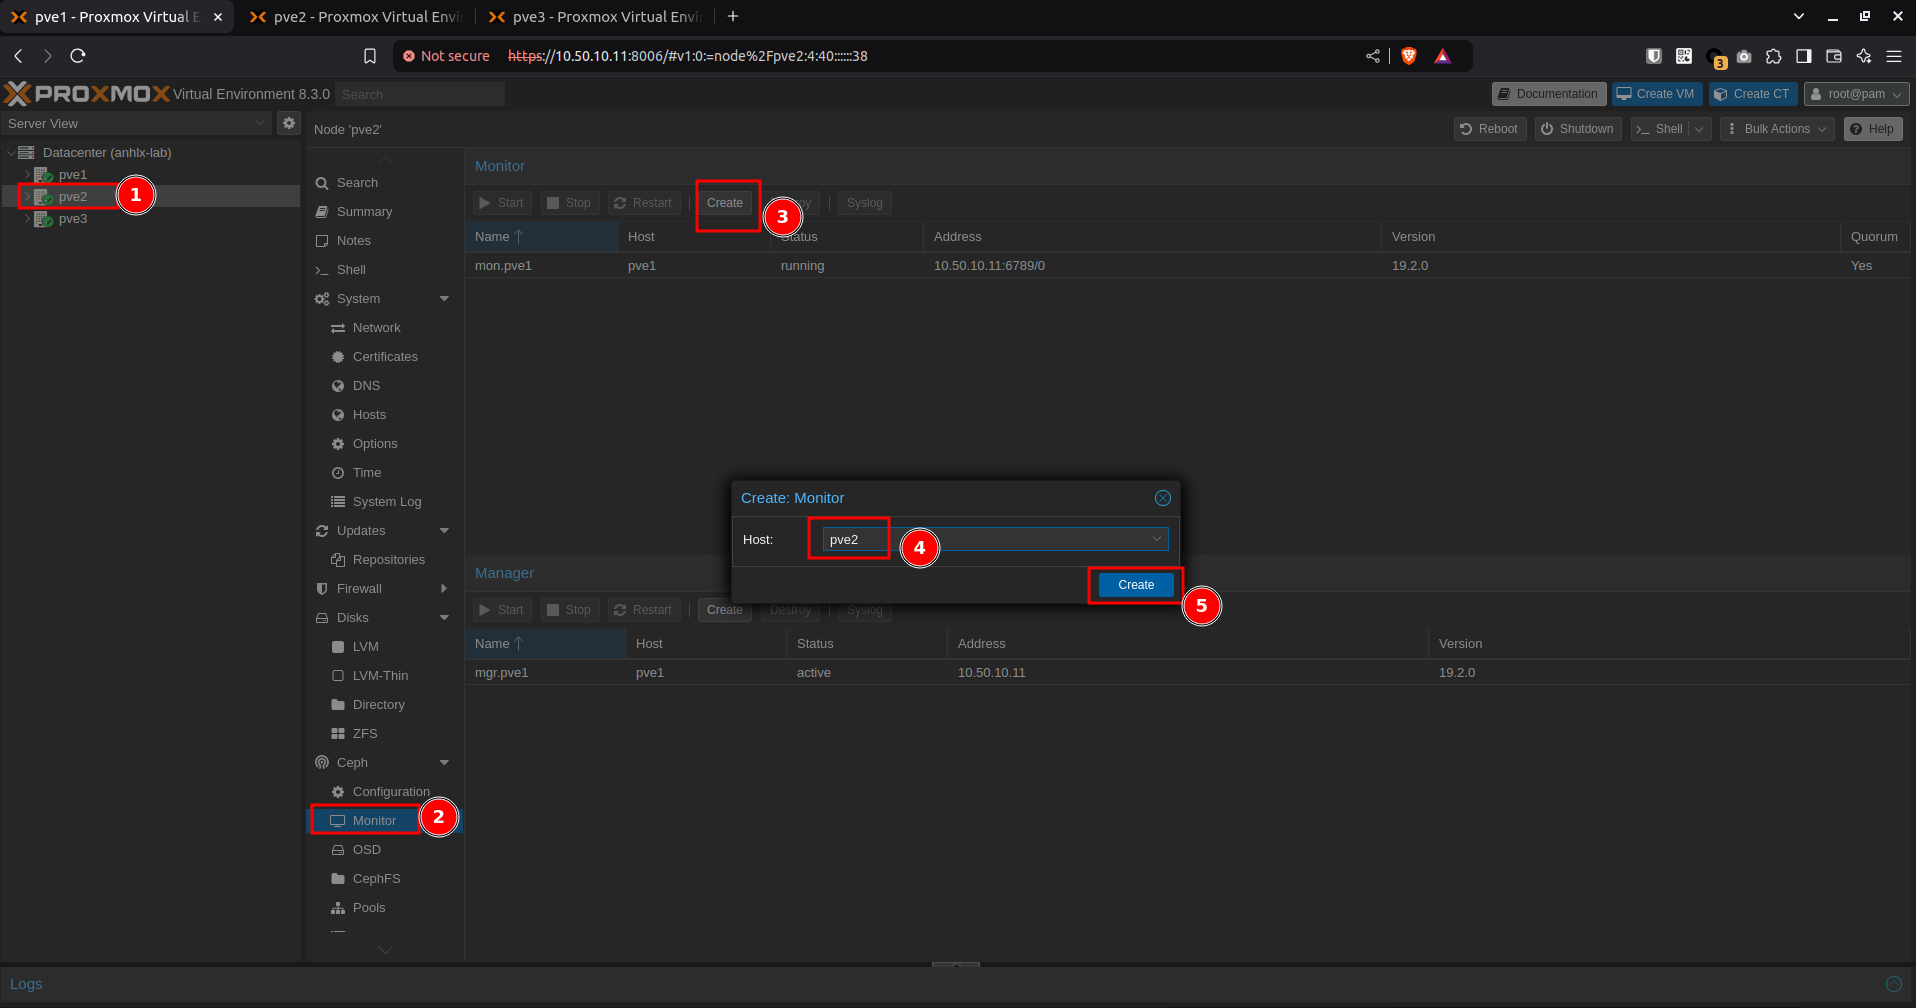 pve1 - Proxmox Virtual E
pve2 - Proxmox Virtual Envi
pve3 - Proxmox Virtual Envi
Not secure https://10.50.10.11:8006/#v1:0:=node%2Fpve2:4:40::::::38
3
PROXMOX Virtual Environment 8.3.0 Search
Documentation Create VM Create CT root@pam
Server View
Node 'pve2'
Reboot Shutdown Shell Bulk Actions Help
Datacenter (anhlx-lab)
pve1
pve2
pve3
1
Search
Summary
Notes
Shell
System
Network
Certificates
DNS
Hosts
Options
Time
System Log
Updates
Repositories
Firewall
Disks
LVM
LVM-Thin
Directory
ZFS
Ceph
Configuration
Monitor
2
OSD
CephFS
Pools
Monitor
Start Stop Restart Create oy Syslog
3
Name Host Status Address Version Quorum
mon.pve1 pve1 running 10.50.10.11:6789/0 19.2.0 Yes
Create: Monitor
Host: pve2
4
Create
5
Manager
Start Stop Restart Create Destroy Syslog
Name Host Status Address Version
mgr.pve1 pve1 active 10.50.10.11 19.2.0
Logs